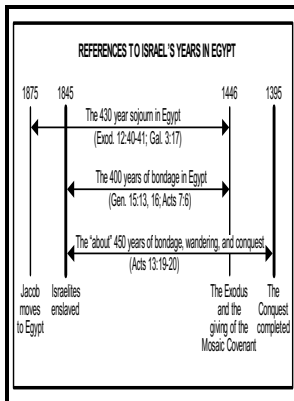 REFERENCES TO ISRAEL'S YEARS IN EGYPT
1875 1845 1446 1395
The 430 year sojourn in Egypt
(Exod. 12:40-41; Gal. 3:17)
The 400 years of bondage in Egypt
(Gen. 15:13, 16; Acts 7:6)
The "about" 450 years of bondage, wandering, and conquest
(Acts 13:19-20)
Jacob
moves
to Egypt
Israelites
enslaved
The Exodus
and the
giving of the
Mosaic Covenant
The
Conquest
completed